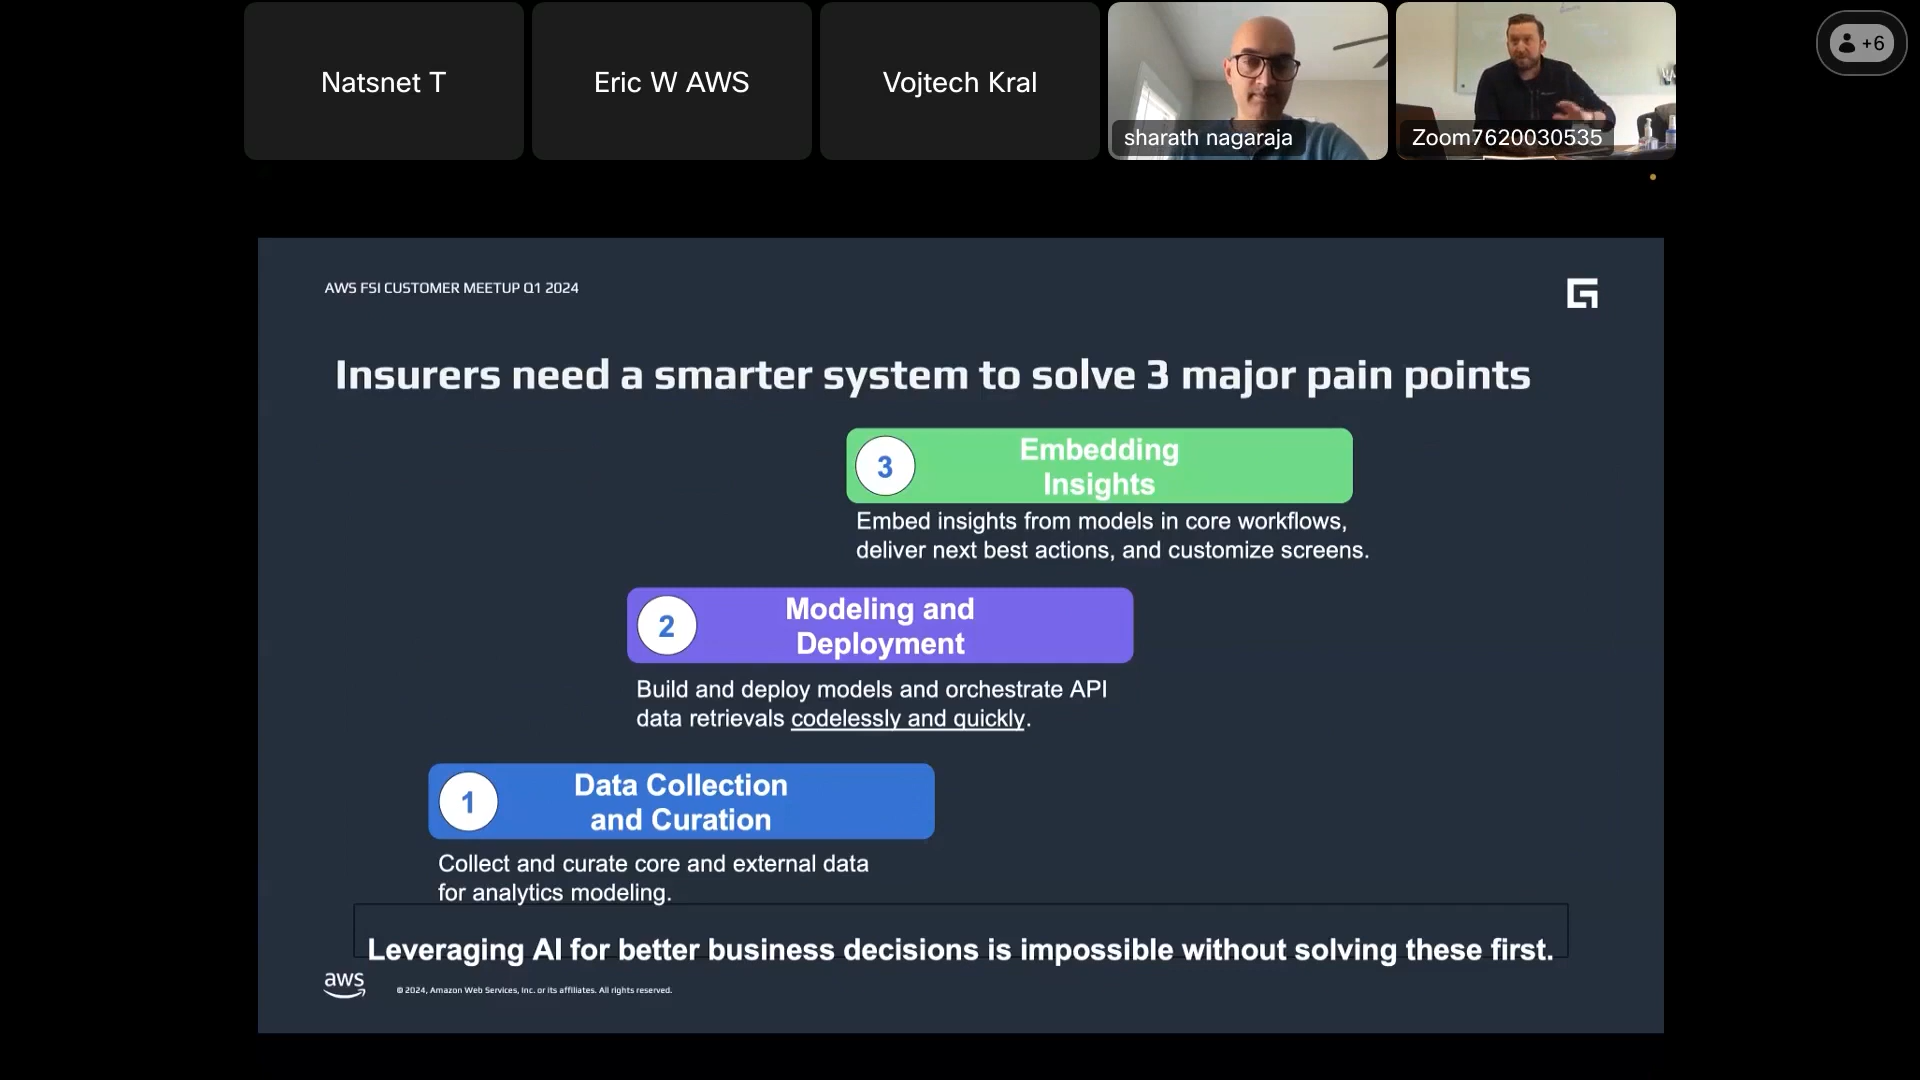 Natsnet T
Eric W AWS
Vojtech Kral
sharath nagaraja
Zoom7620030535
+6
AWS FSI CUSTOMER MEETUP Q1 2024
Insurers need a smarter system to solve 3 major pain points
3
Embedding
Insights
Embed insights from models in core workflows,
deliver next best actions, and customize screens.
2
Modeling and
Deployment
Build and deploy models and orchestrate API
data retrievals codelessly and quickly.
1
Data Collection
and Curation
Collect and curate core and external data
for analytics modeling.
Leveraging AI for better business decisions is impossible without solving these first.
aws
© 2024, Amazon Web Services, Inc. or its affiliates. All rights reserved.